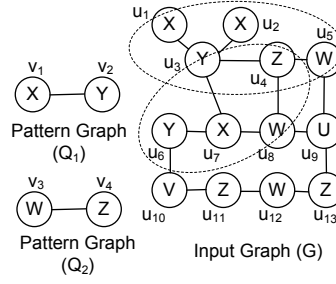 u1 X X u2
u3 Y Z W u5
u4
v1 v2
X Y
Pattern Graph
(Q1)
Y X W U
u6 u7 u8 u9
v3 v4
W Z
Pattern Graph
(Q2)
V Z W Z
u10 u11 u12 u13
Input Graph (G)